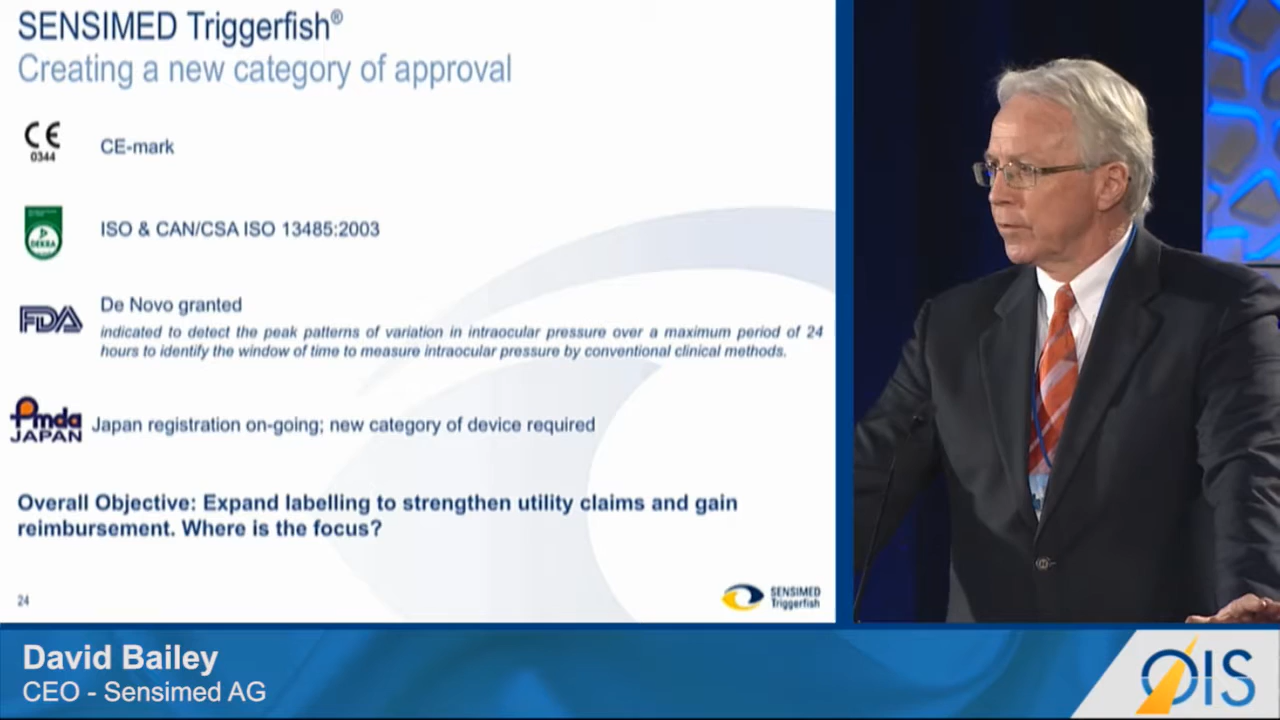 SENSIMED Triggerfish®
Creating a new category of approval
CE
0344
CE-mark
DEKRA
ISO & CAN/CSA ISO 13485:2003
FDA
De Novo granted
indicated to detect the peak patterns of variation in intraocular pressure over a maximum period of 24
hours to identify the window of time to measure intraocular pressure by conventional clinical methods.
Pmda
JAPAN
Japan registration on-going; new category of device required
Overall Objective: Expand labelling to strengthen utility claims and gain
reimbursement. Where is the focus?
24
SENSIMED
Triggerfish
David Bailey
CEO - Sensimed AG
OIS